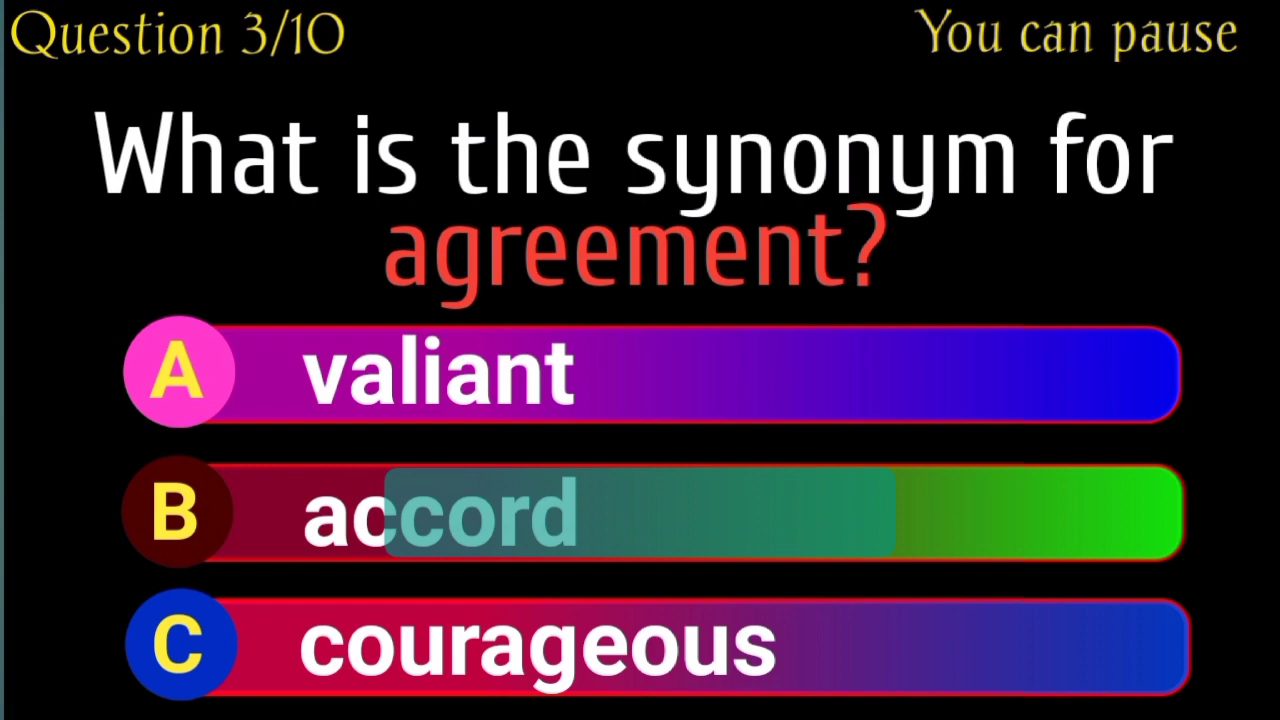 Question 3/10
You can pause
What is the synonym for
agreement?
A valiant
B accord
C courageous